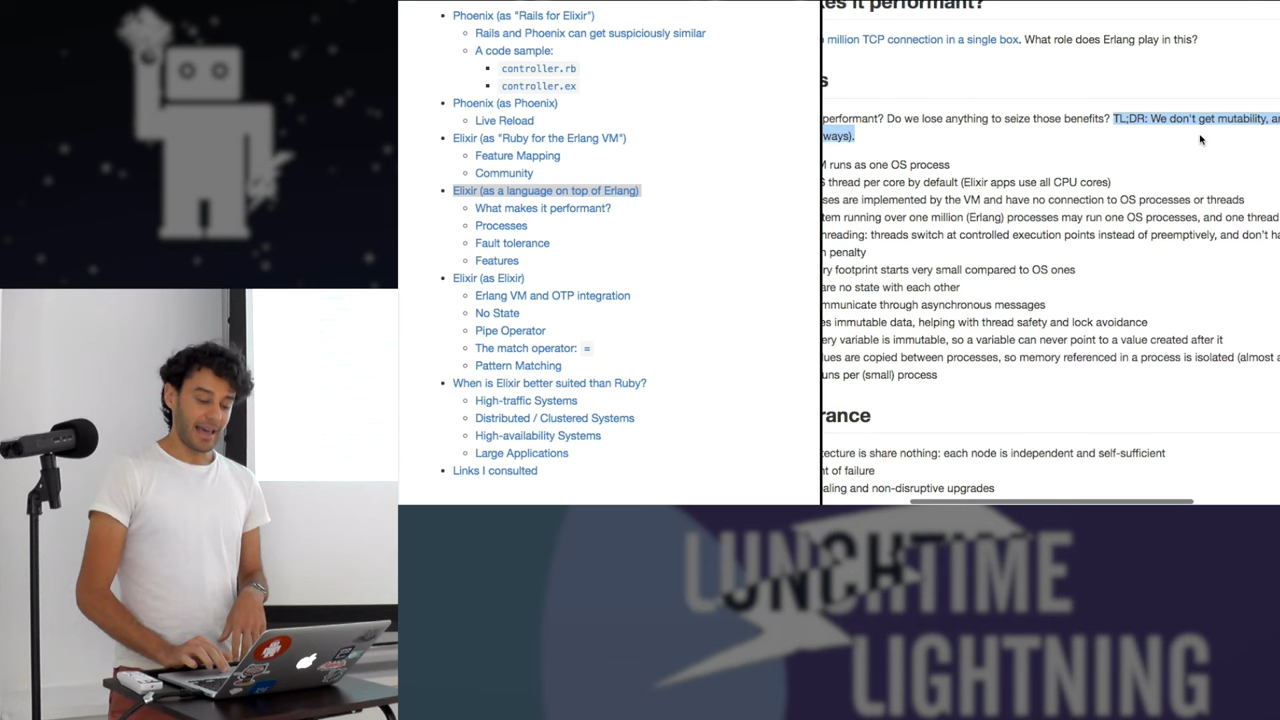 Phoenix (as "Rails for Elixir")
Rails and Phoenix can get suspiciously similar
A code sample:
controller.rb
controller.ex
Phoenix (as Phoenix)
Live Reload
Elixir (as "Ruby for the Erlang VM")
Feature Mapping
Community
Elixir (as a language on top of Erlang)
What makes it performant?
Processes
Fault tolerance
Features
Elixir (as Elixir)
Erlang VM and OTP integration
No State
Pipe Operator
The match operator: =
Pattern Matching
When is Elixir better suited than Ruby?
High-traffic Systems
Distributed / Clustered Systems
High-availability Systems
Large Applications
Links I consulted
kes it performant?
million TCP connection in a single box. What role does Erlang play in this?
s
performant? Do we lose anything to seize those benefits? TL;DR: We don't get mutability, a
ways).
M runs as one OS process
S thread per core by default (Elixir apps use all CPU cores)
ses are implemented by the VM and have no connection to OS processes or threads
tem running over one million (Erlang) processes may run one OS processes, and one thread
hreading: threads switch at controlled execution points instead of preemptively, and don't ha
h penalty
ry footprint starts very small compared to OS ones
are no state with each other
mmunicate through asynchronous messages
es immutable data, helping with thread safety and lock avoidance
ery variable is immutable, so a variable can never point to a value created after it
lues are copied between processes, so memory referenced in a process is isolated (almost a
uns per (small) process
rance
tecture is share nothing: each node is independent and self-sufficient
nt of failure
aling and non-disruptive upgrades
LUNCHTIME
LIGHTNING